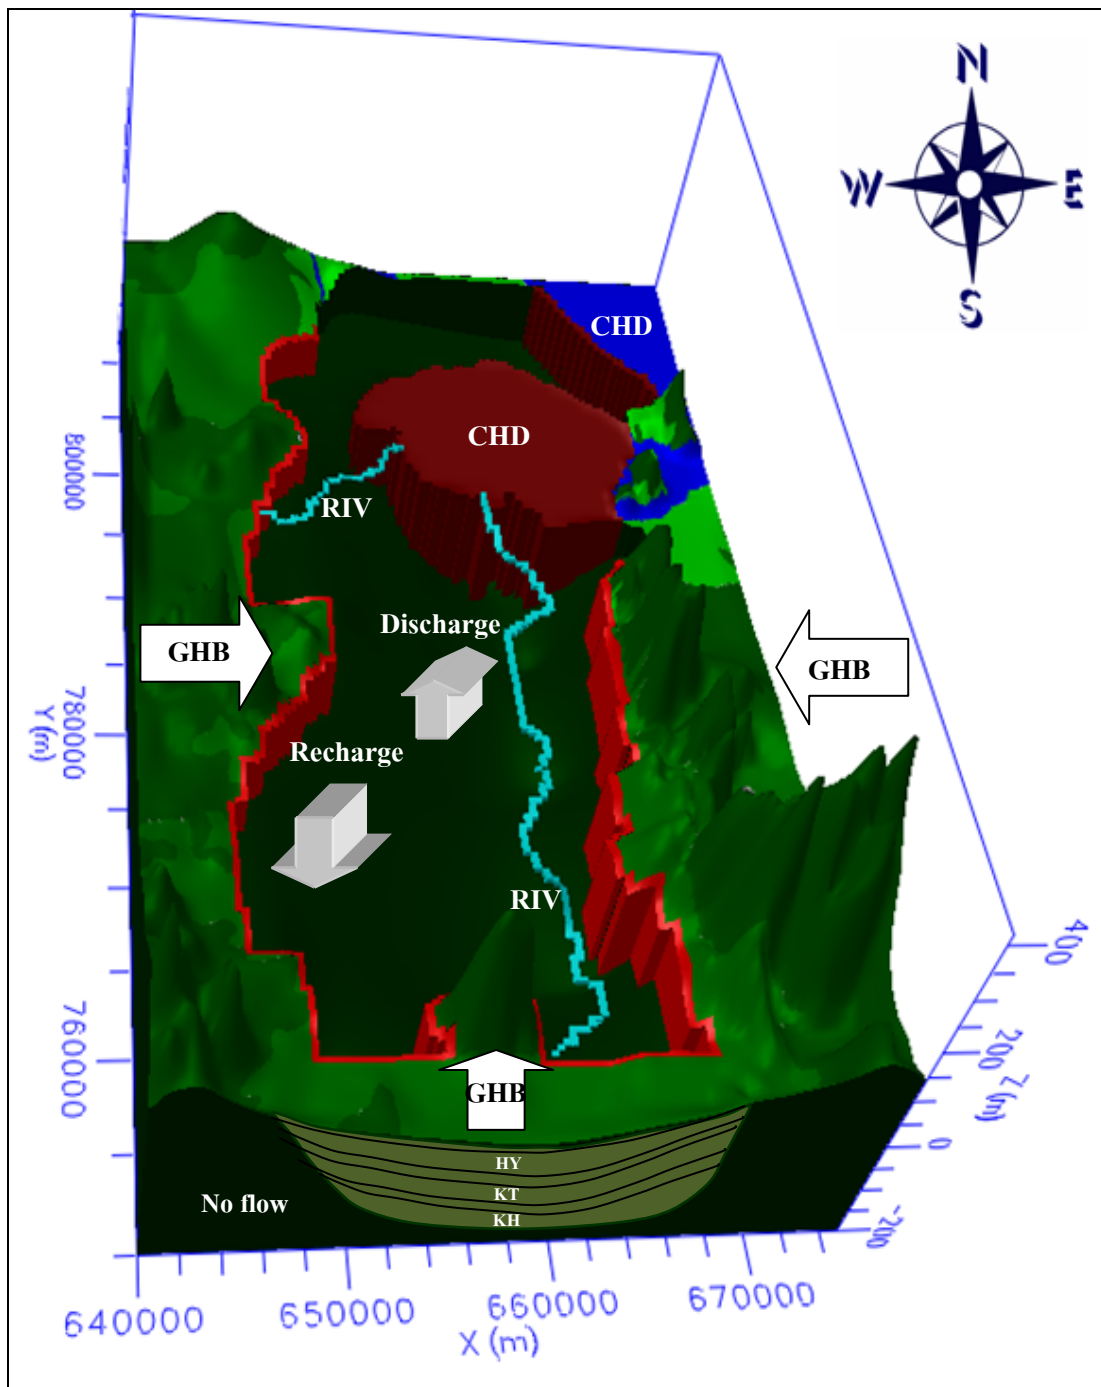 N
W
E
S
CHD
CHD
RIV
800000
Discharge
GHB
GHB
Y (m)
780000
Recharge
RIV
400
200
Z (m)
0
-200
760000
GHB
HY
KT
KH
No flow
640000
650000
660000
670000
X (m)